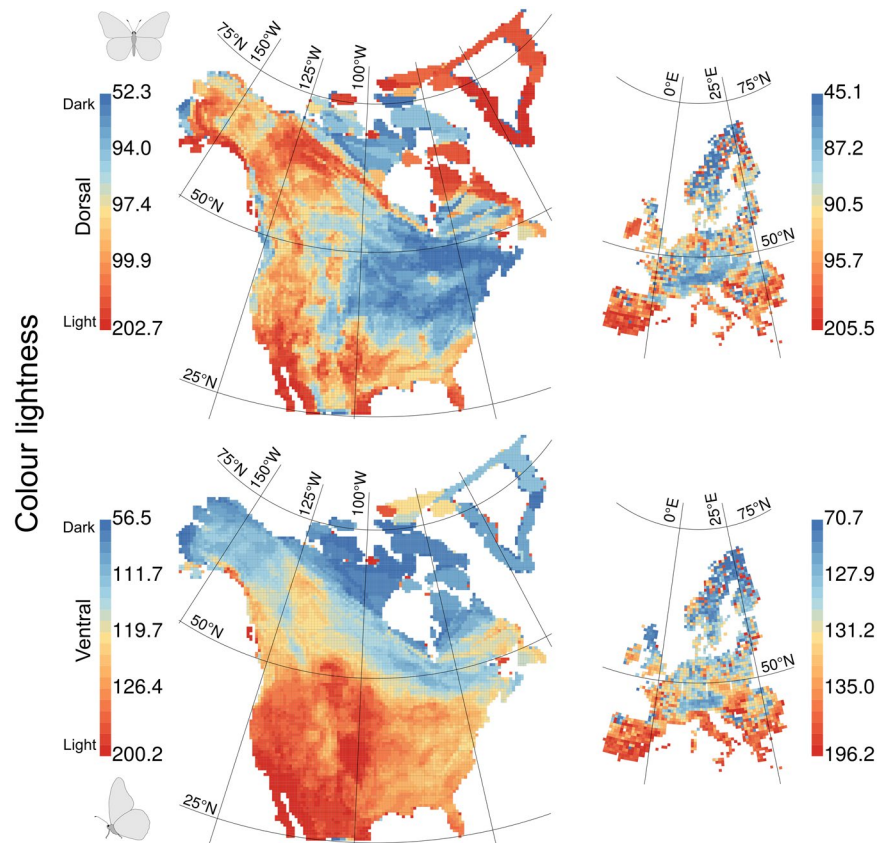 75°N
150°W
125°W
100°W
0°E
25°E
75°N
Dark
52.3
94.0
97.4
99.9
Light
202.7
Dorsal
50°N
25°N
45.1
87.2
90.5
95.7
205.5
50°N
Colour lightness
75°N
150°W
125°W
100°W
0°E
25°E
75°N
Dark
56.5
111.7
119.7
126.4
Light
200.2
Ventral
50°N
25°N
70.7
127.9
131.2
135.0
196.2
50°N